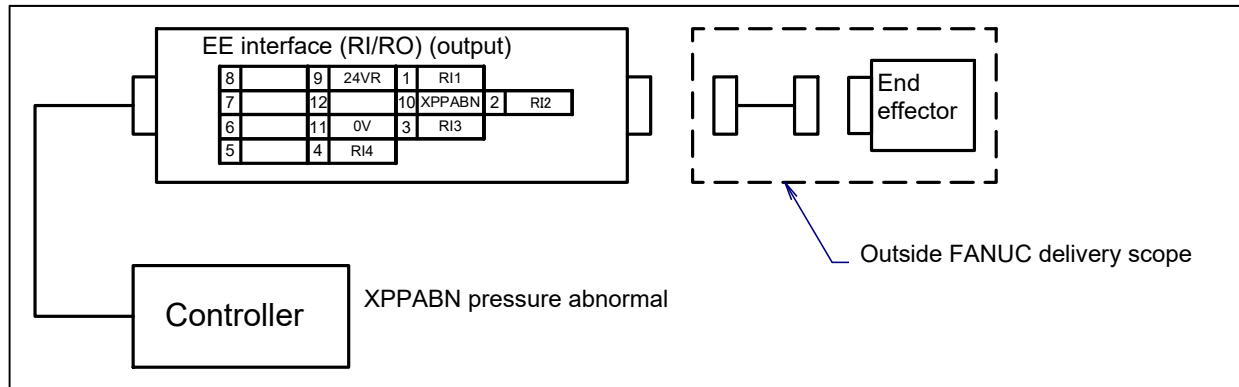 EE interface (RI/RO) (output)
8 9 24VR 1 RI1
7 12 10 XPPABN 2 RI2
6 11 0V 3 RI3
5 4 RI4
End
effector
Outside FANUC delivery scope
XPPABN pressure abnormal
Controller